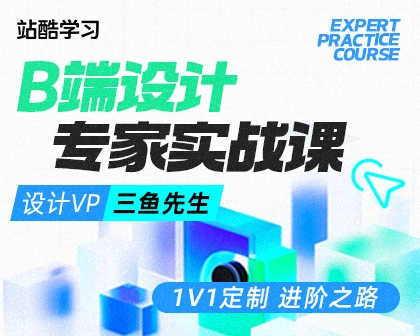 站酷学习
EXPERT
PRACTICE
COURSE
B端设计
专家实战课
设计VP 三鱼先生
1V1定制 进阶之路